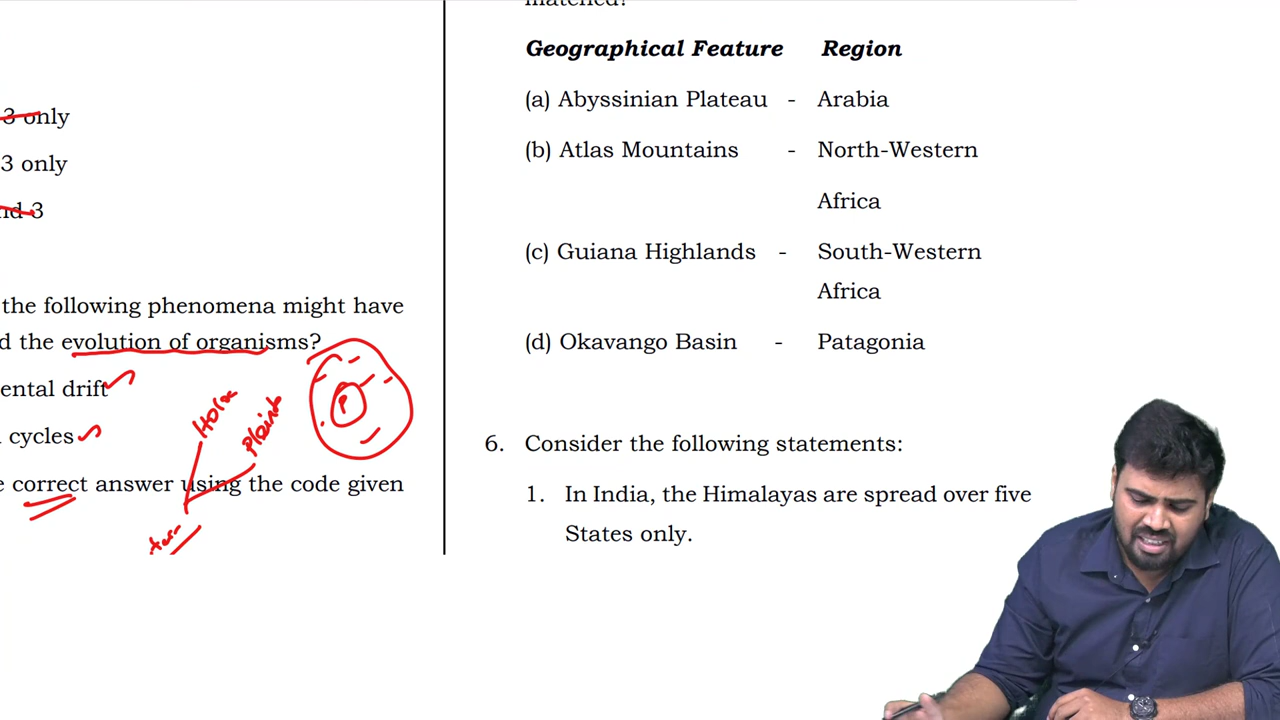 3 only
3 only
nd 3
the following phenomena might have
d the evolution of organisms?
ental drift
cycles
e correct answer using the code given
Holoc
P
matched?
Geographical Feature Region
(a) Abyssinian Plateau - Arabia
(b) Atlas Mountains - North-Western
Africa
(c) Guiana Highlands - South-Western
Africa
(d) Okavango Basin - Patagonia
6. Consider the following statements:
1. In India, the Himalayas are spread over five
States only.